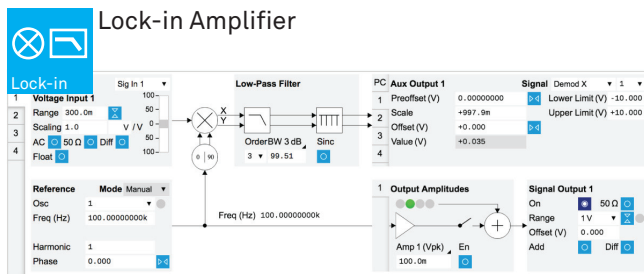 Lock-in Amplifier
Lock-in
Sig In 1
Low-Pass Filter
PC Aux Output 1 Signal Demod X 1
1 Voltage Input 1
2
3
4
Range 300.0m
Scaling 1.0 V / V
AC 50 Ω Diff
Float
100-
50-
0-
50-
100-
X
Y
0 90
Order BW 3 dB Sinc
3 99.51
1
2
3
4
Preoffset (V) 0.00000000 Lower Limit (V) -10.000
Scale +997.9m Upper Limit (V) +10.000
Offset (V) +0.000
Value (V) +0.035
Reference Mode Manual
Osc 1
Freq (Hz) 100.00000000k
Harmonic 1
Phase 0.000
Freq (Hz) 100.00000000k
1 Output Amplitudes
Amp 1 (Vpk) En
100.0m
Signal Output 1
On 50 Ω
Range 1 V
Offset (V) 0.000
Add Diff